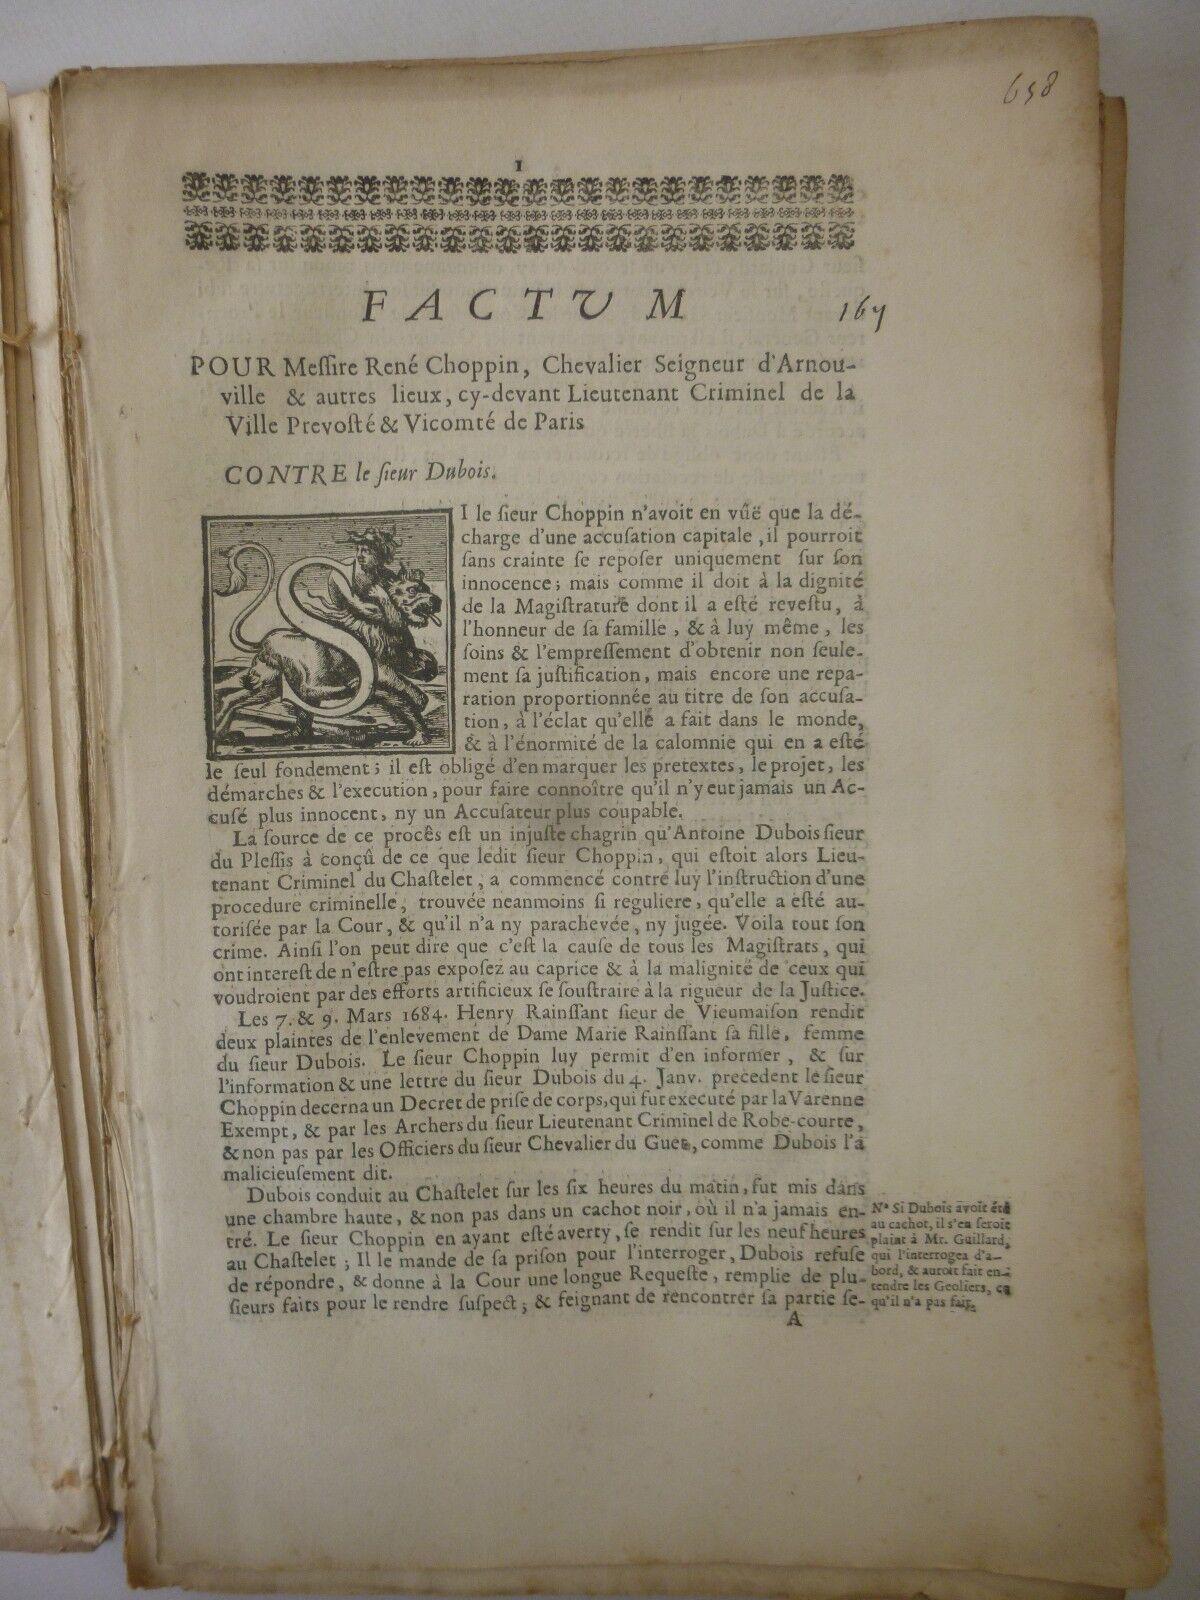 658
1
FACTUM
164
POUR Meſſire René Choppin, Chevalier Seigneur d'Arnou-
ville & autres lieux, cy-devant Lieutenant Criminel de la
Ville Prevoſté & Vicomté de Paris
CONTRE le ſieur Dubois.
SI le ſieur Choppin n'avoit en vûë que la dé-
charge d'une accuſation capitale, il pourroit
ſans crainte ſe repoſer uniquement ſur ſon
innocence; mais comme il doit à la dignité
de la Magiſtrature dont il a eſté reveſtu, à
l'honneur de ſa famille, & à luy même, les
ſoins & l'empreſſement d'obtenir non ſeule-
ment ſa juſtification, mais encore une repa-
ration proportionnée au titre de ſon accuſa-
tion, à l'éclat qu'elle a fait dans le monde,
& à l'énormité de la calomnie qui en a eſté
le ſeul fondement; il eſt obligé d'en marquer les pretextes, le projet, les
démarches & l'execution, pour faire connoître qu'il n'y eut jamais un Ac-
cuſé plus innocent, ny un Accuſateur plus coupable.
La ſource de ce procês eſt un injuſte chagrin qu'Antoine Dubois ſieur
du Pleſſis à conçû de ce que ledit ſieur Choppin, qui eſtoit alors Lieu-
tenant Criminel du Chaſtelet, a commencé contre luy l'inſtruction d'une
procedure criminelle, trouvée neanmoins ſi reguliere, qu'elle a eſté au-
toriſée par la Cour, & qu'il n'a ny parachevée, ny jugée. Voila tout ſon
crime. Ainſi l'on peut dire que c'eſt la cauſe de tous les Magiſtrats, qui
ont intereſt de n'eſtre pas expoſez au caprice & à la malignité de ceux qui
voudroient par des efforts artificieux ſe ſouſtraire à la rigueur de la Juſtice.
Les 7. & 9. Mars 1684. Henry Rainſſant ſieur de Vieumaiſon rendit
deux plaintes de l'enlevement de Dame Marie Rainſſant ſa fille, femme
du ſieur Dubois. Le ſieur Choppin luy permit d'en informer, & ſur
l'information & une lettre du ſieur Dubois du 4. Janv. precedent le ſieur
Choppin decerna un Decret de priſe de corps, qui fut executé par la Varenne
Exempt, & par les Archers du ſieur Lieutenant Criminel de Robe-courte,
& non pas par les Officiers du ſieur Chevalier du Guet, comme Dubois l'a
malicieuſement dit.
Dubois conduit au Chaſtelet ſur les ſix heures du matin, fut mis dans
une chambre haute, & non pas dans un cachot noir, où il n'a jamais en-
tré. Le ſieur Choppin en ayant eſté averty, ſe rendit ſur les neuf heures
au Chaſtelet; Il le mande de ſa priſon pour l'interroger, Dubois refuſe
de répondre, & donne à la Cour une longue Requeſte, remplie de plu-
ſieurs faits pour le rendre ſuſpect; & feignant de rencontrer ſa partie ſe-
Nª Si Dubois avoit été
au cachot, il s'en ſeroit
plaint à Mr. Guillard,
qui l'interrogea d'a-
bord, & auroit fait en-
tendre les Geoliers, ce
qu'il n'a pas fait.
A